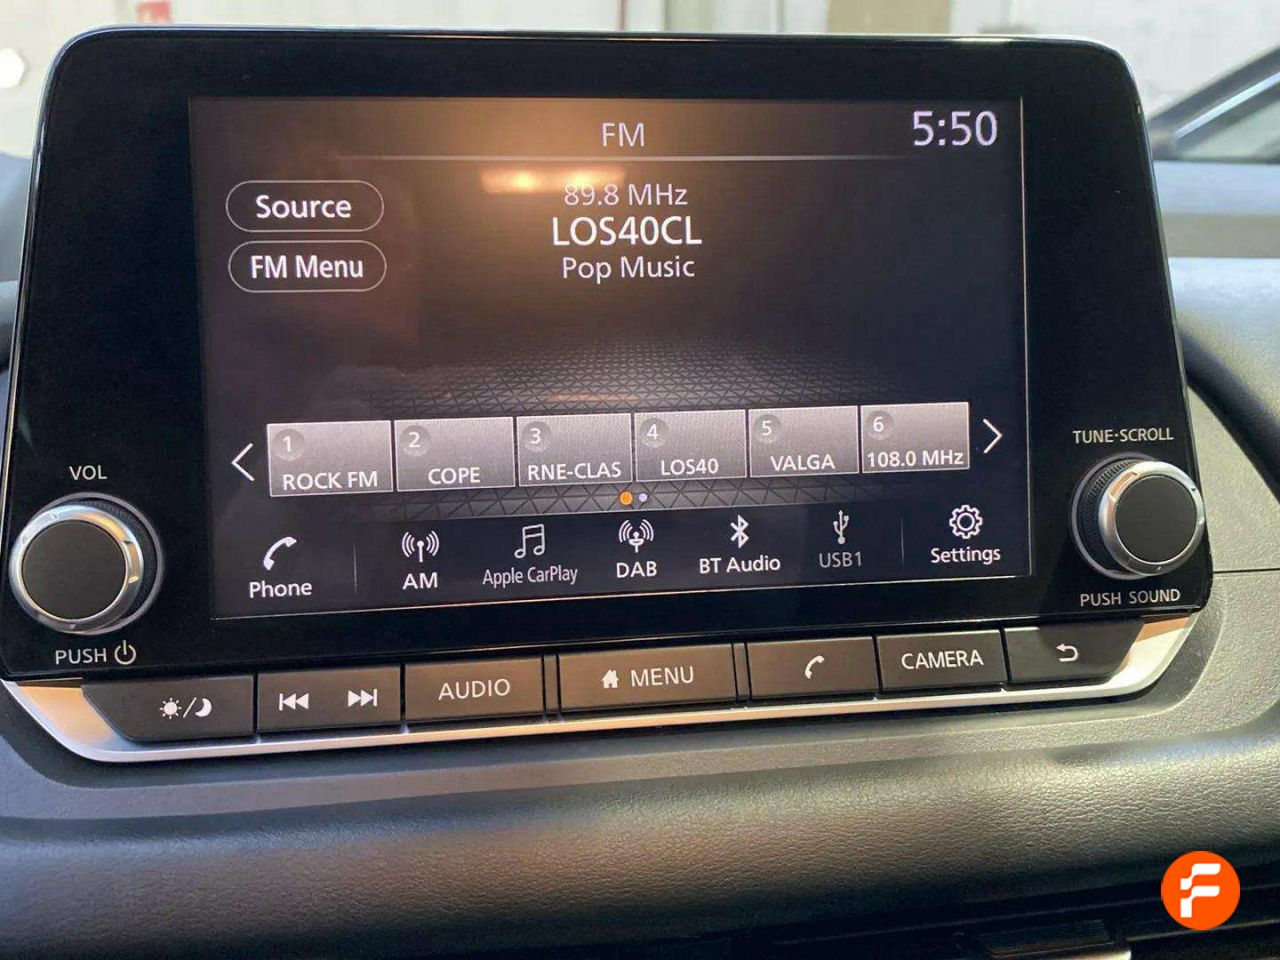 FM
5:50
Source
89.8 MHz
LOS40CL
FM Menu
Pop Music
1 ROCK FM
2 COPE
3 RNE-CLAS
4 LOS40
5 VALGA
6 108.0 MHz
Phone
AM
Apple CarPlay
DAB
BT Audio
USB1
Settings
VOL
PUSH
TUNE·SCROLL
PUSH SOUND
AUDIO
MENU
CAMERA
F